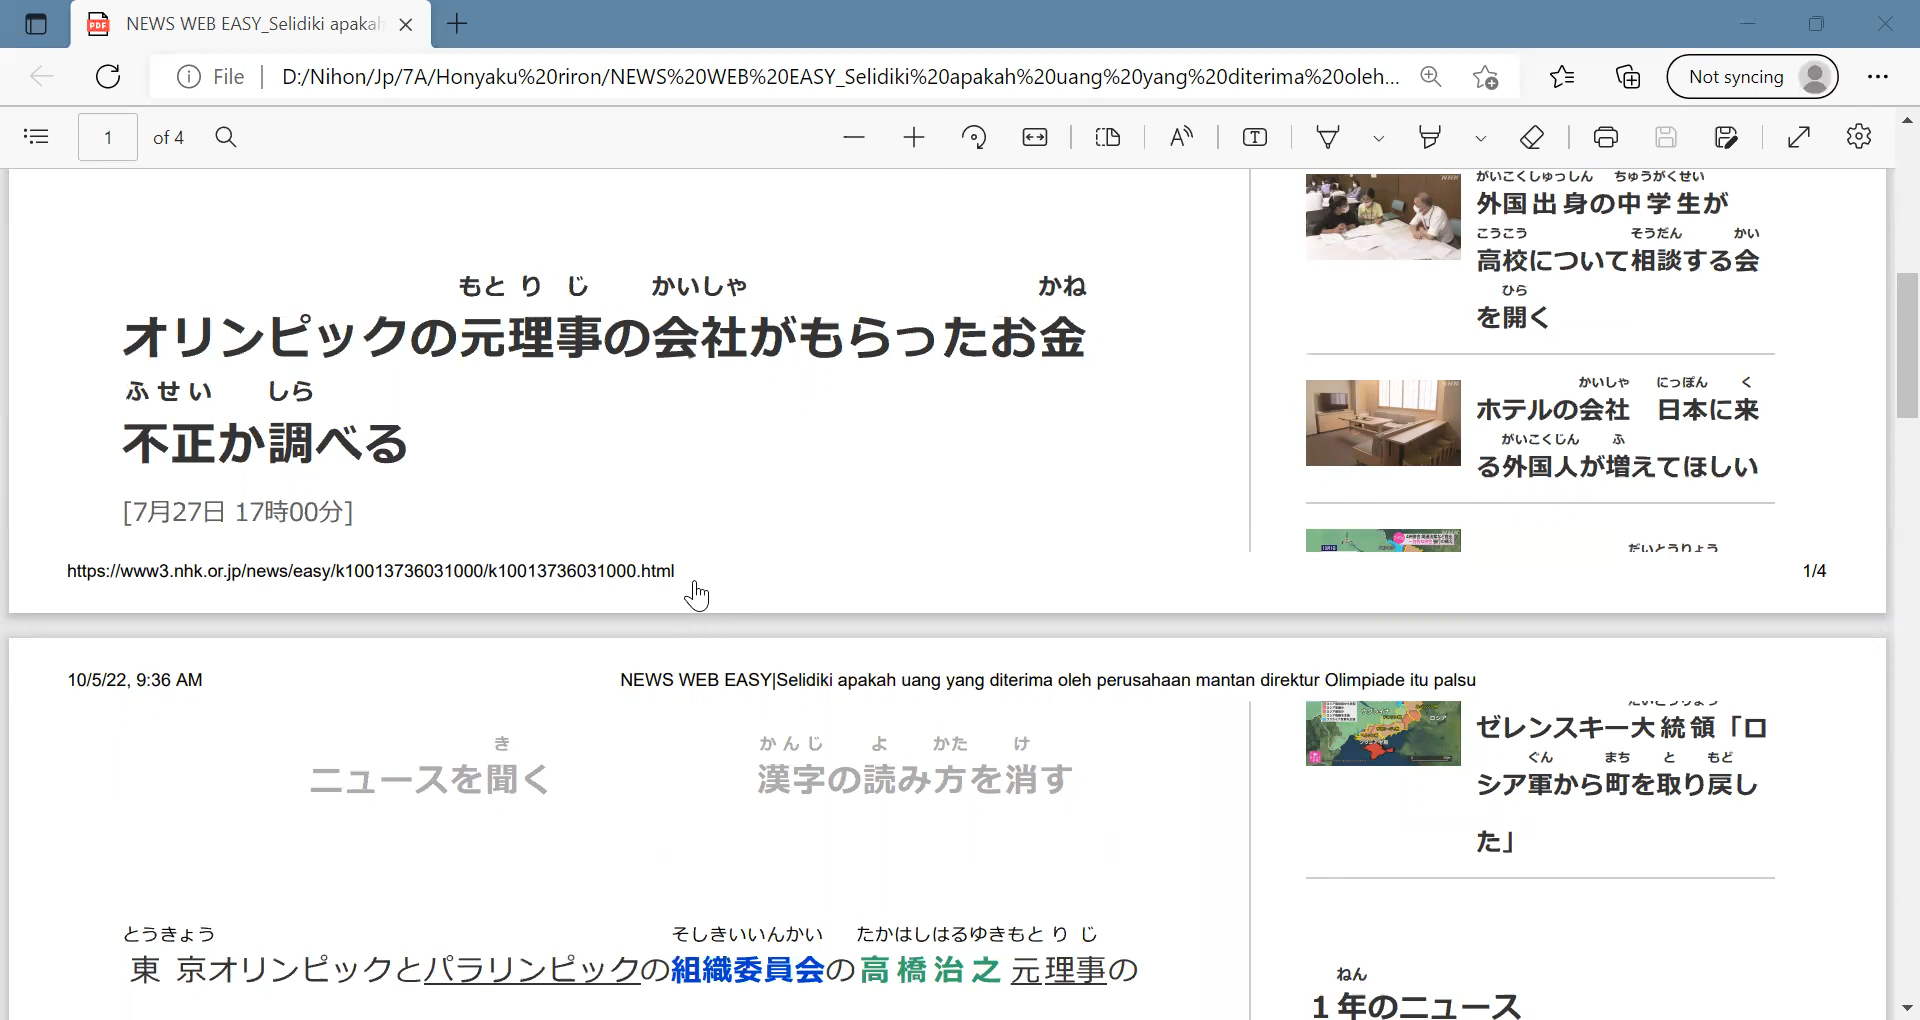 NEWS WEB EASY_Selidiki apakah
File
D:/Nihon/Jp/7A/Honyaku%20riron/NEWS%20WEB%20EASY_Selidiki%20apakah%20uang%20yang%20diterima%20oleh...
Not syncing
1 of 4
もと り じ かいしゃ かね
オリンピックの元理事の会社がもらったお金
ふせい しら
不正か調べる
[7月27日 17時00分]
https://www3.nhk.or.jp/news/easy/k10013736031000/k10013736031000.html
がいこくしゅっしん ちゅうがくせい
外国出身の中学生が
こうこう そうだん かい
高校について相談する会
ひら
を開く
かいしゃ にっぽん く
ホテルの会社 日本に来
がいこくじん ふ
る外国人が増えてほしい
だいとうりょう
1/4
10/5/22, 9:36 AM
NEWS WEB EASY|Selidiki apakah uang yang diterima oleh perusahaan mantan direktur Olimpiade itu palsu
き
ニュースを聞く
かんじ よ かた け
漢字の読み方を消す
とうきょう そしきいいんかい たかはしはるゆきもと り じ
東京オリンピックとパラリンピックの組織委員会の高橋治之元理事の
ゼレンスキー大統領「ロ
ぐん まち と もど
シア軍から町を取り戻し
た」
ねん
1年のニュース